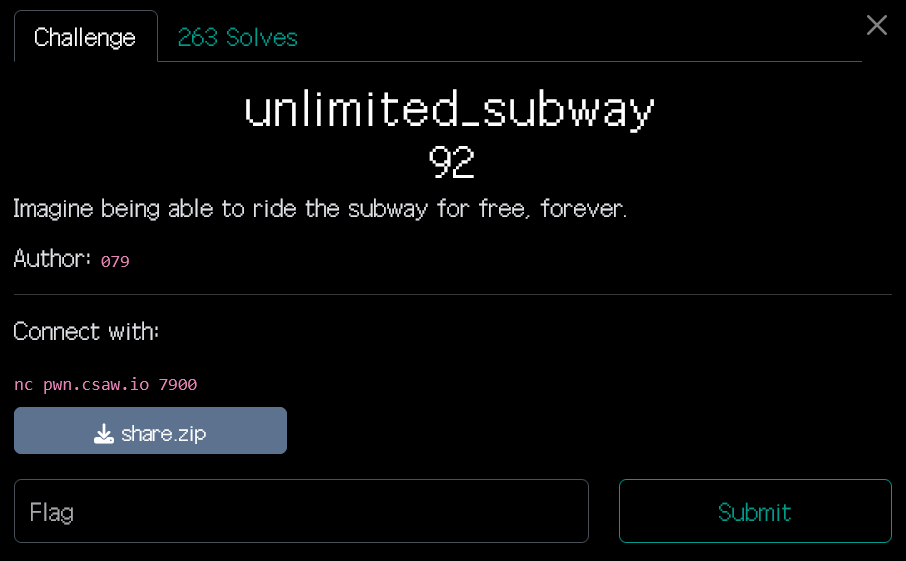 Challenge
263 Solves
unlimited_subway
92
Imagine being able to ride the subway for free, forever.
Author: 079
Connect with:
nc pwn.csaw.io 7900
share.zip
Flag
Submit